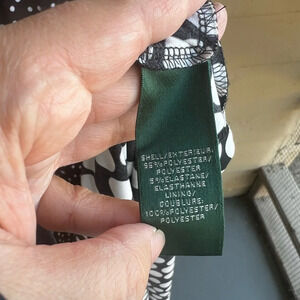 SHELL/EXTERIEUR:
95%POLYESTER/
POLYESTER
5%ELASTANE/
ELASTHANNE
LINING/
DOUBLURE:
100%POLYESTER/
POLYESTER